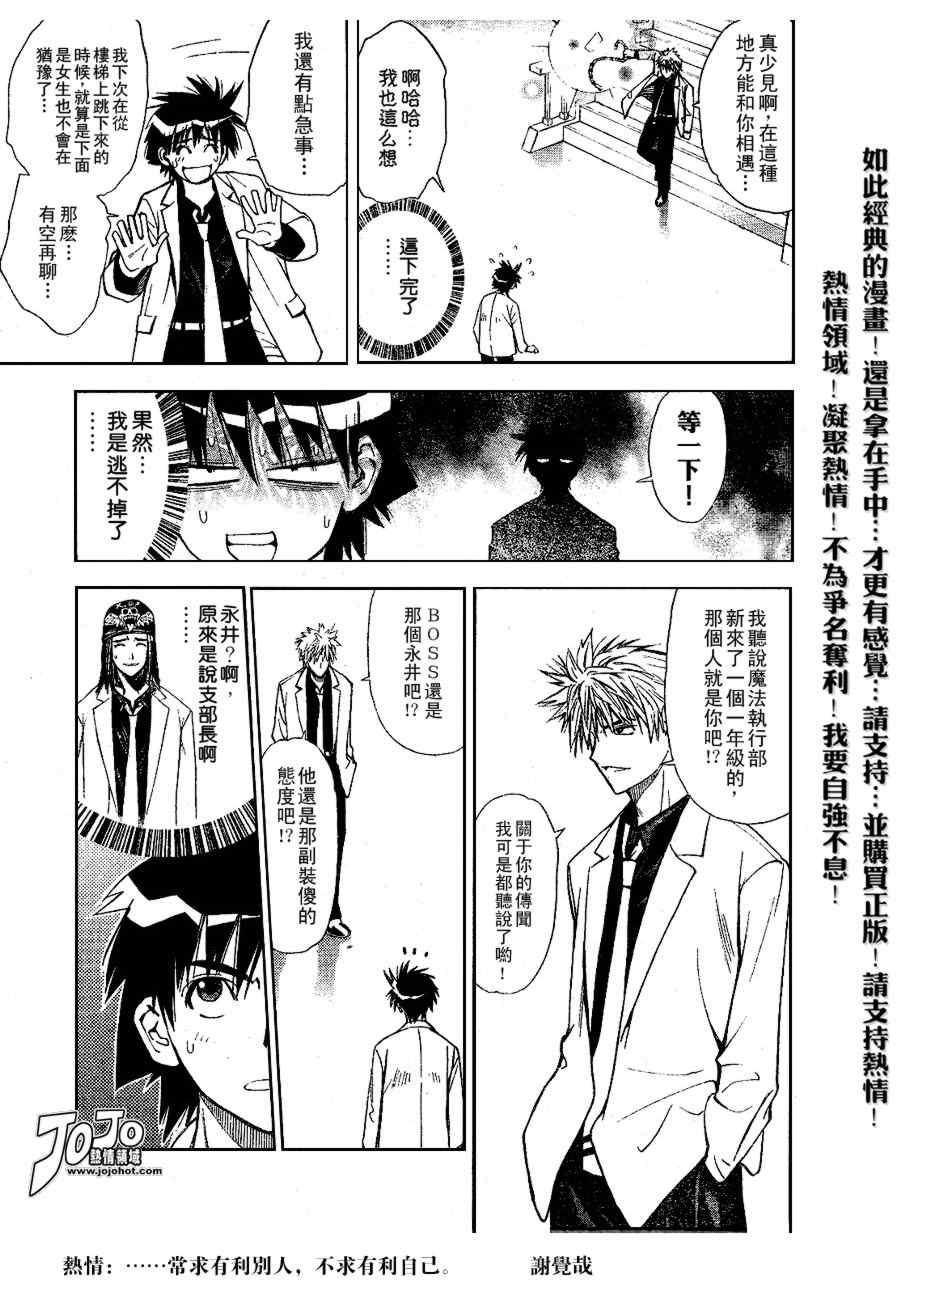 真少見啊，在這種
地方能和你相遇…
啊哈哈…
我也這么想
這下完了
……
我還有點急事…
我下次在從
樓梯上跳下來的
時候，就算是下面
是女生也不會在
猶豫了…
那麽…
有空再聊…
等一下！
果然…
我是逃不掉了
……
我聽說魔法執行部
新來了一個一年級的，
那個人就是你吧!?
關于你的傳聞
我可是都聽說了喲！
BOSS還是
那個永井吧!?
他還是那副裝傻的
態度吧!?
永井？啊，
原來是說支部長啊
……
如此經典的漫畫！還是拿在手中…才更有感覺…請支持…並購買正版！請支持熱情！
熱情領域！凝聚熱情！不為爭名奪利！我要自強不息！
JOJO
熱情領域
www.jojohot.com
熱情：……常求有利別人，不求有利自己。 謝覺哉